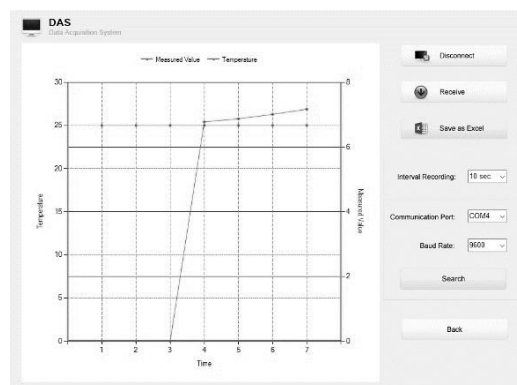 DAS
Data Acquisition System
Measured Value Temperature
30
25
20
15
10
5
0
Temperature
8
6
4
2
0
Measured Value
1 2 3 4 5 6 7
Time
Disconnect
Receive
Save as Excel
Interval Recording: 18 sec
Communication Port: COM4
Baud Rate: 9600
Search
Back